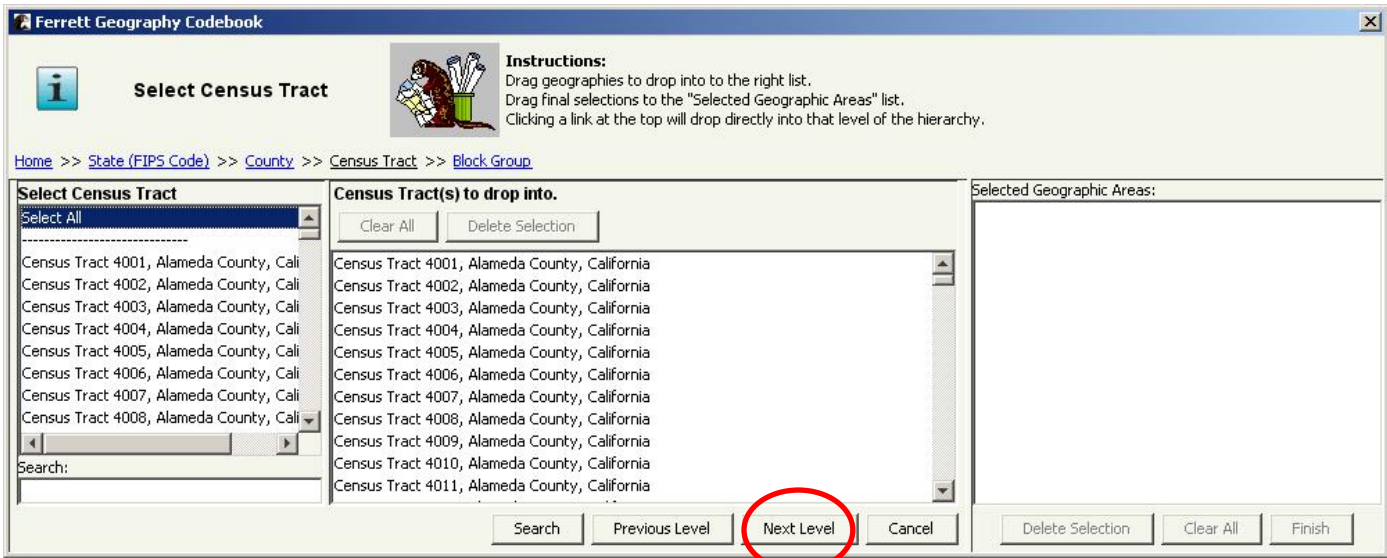 Ferrett Geography Codebook
i
Select Census Tract
Instructions:
Drag geographies to drop into to the right list.
Drag final selections to the "Selected Geographic Areas" list.
Clicking a link at the top will drop directly into that level of the hierarchy.
Home >> State (FIPS Code) >> County >> Census Tract >> Block Group
Select Census Tract
Select All
------------------------------
Census Tract 4001, Alameda County, Cali
Census Tract 4002, Alameda County, Cali
Census Tract 4003, Alameda County, Cali
Census Tract 4004, Alameda County, Cali
Census Tract 4005, Alameda County, Cali
Census Tract 4006, Alameda County, Cali
Census Tract 4007, Alameda County, Cali
Census Tract 4008, Alameda County, Cali
Search:
Census Tract(s) to drop into.
Clear All Delete Selection
Census Tract 4001, Alameda County, California
Census Tract 4002, Alameda County, California
Census Tract 4003, Alameda County, California
Census Tract 4004, Alameda County, California
Census Tract 4005, Alameda County, California
Census Tract 4006, Alameda County, California
Census Tract 4007, Alameda County, California
Census Tract 4008, Alameda County, California
Census Tract 4009, Alameda County, California
Census Tract 4010, Alameda County, California
Census Tract 4011, Alameda County, California
Search Previous Level Next Level Cancel
Selected Geographic Areas:
Delete Selection Clear All Finish